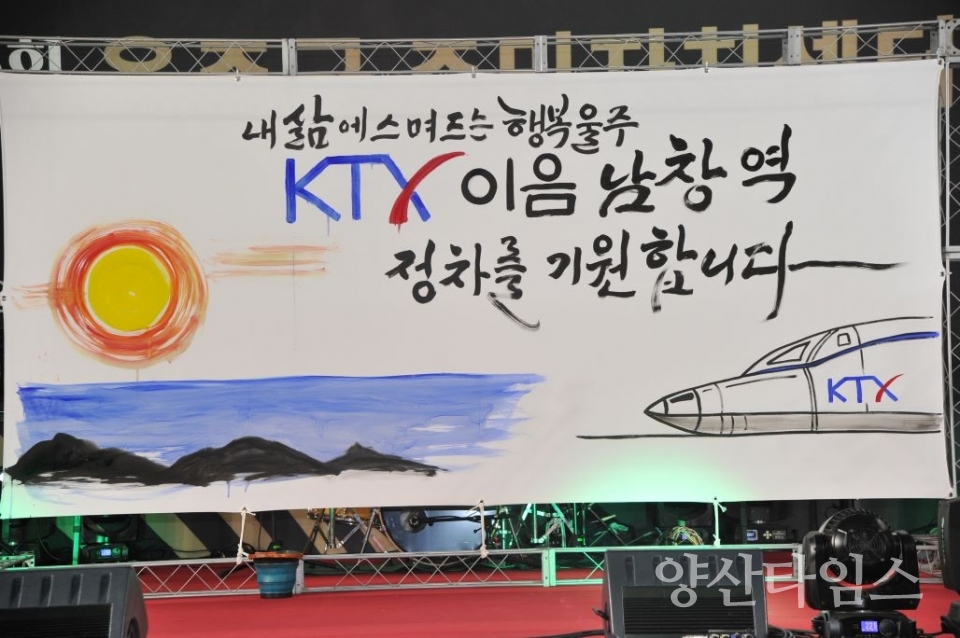 내 삶에 스며드는 행복울주
KTX 이음 남창역
정차를 기원합니다
KTX
양산타임스